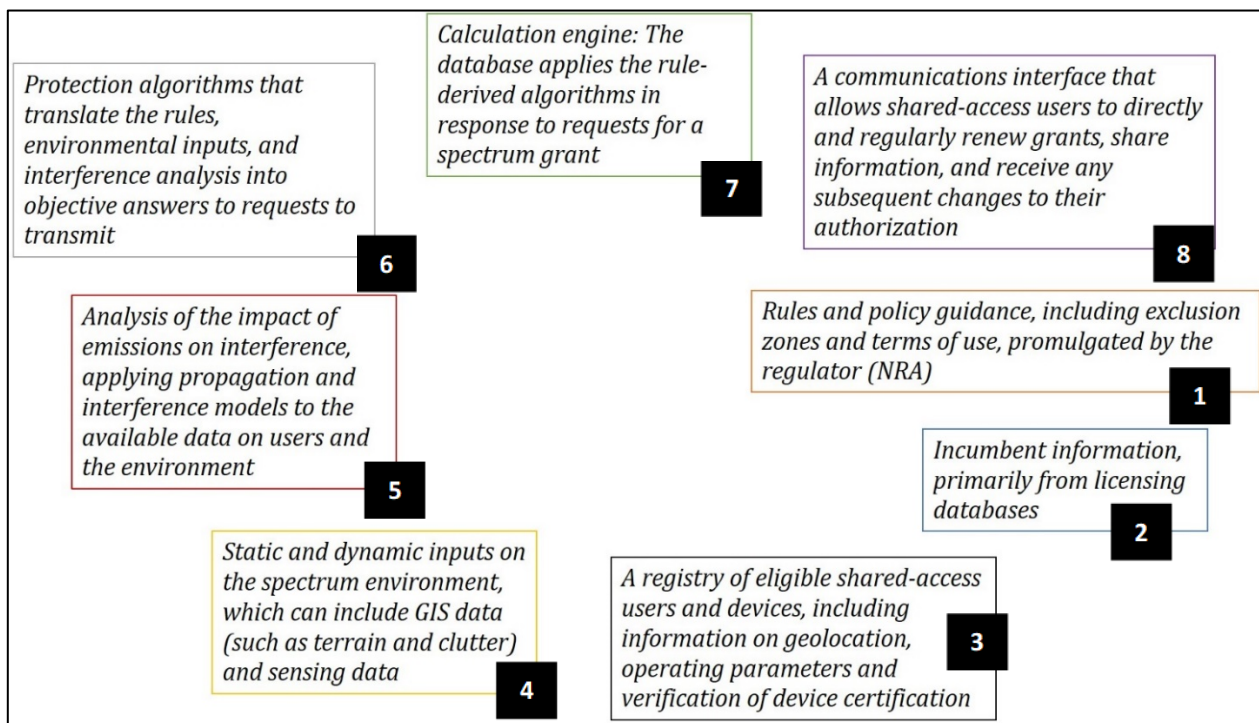 Calculation engine: The
database applies the rule-
derived algorithms in
response to requests for a
spectrum grant
7
Protection algorithms that
translate the rules,
environmental inputs, and
interference analysis into
objective answers to requests to
transmit
6
A communications interface that
allows shared-access users to directly
and regularly renew grants, share
information, and receive any
subsequent changes to their
authorization
8
Analysis of the impact of
emissions on interference,
applying propagation and
interference models to the
available data on users and
the environment
5
Rules and policy guidance, including exclusion
zones and terms of use, promulgated by the
regulator (NRA)
1
Incumbent information,
primarily from licensing
databases
2
Static and dynamic inputs on
the spectrum environment,
which can include GIS data
(such as terrain and clutter)
and sensing data
4
A registry of eligible shared-access
users and devices, including
information on geolocation,
operating parameters and
verification of device certification
3